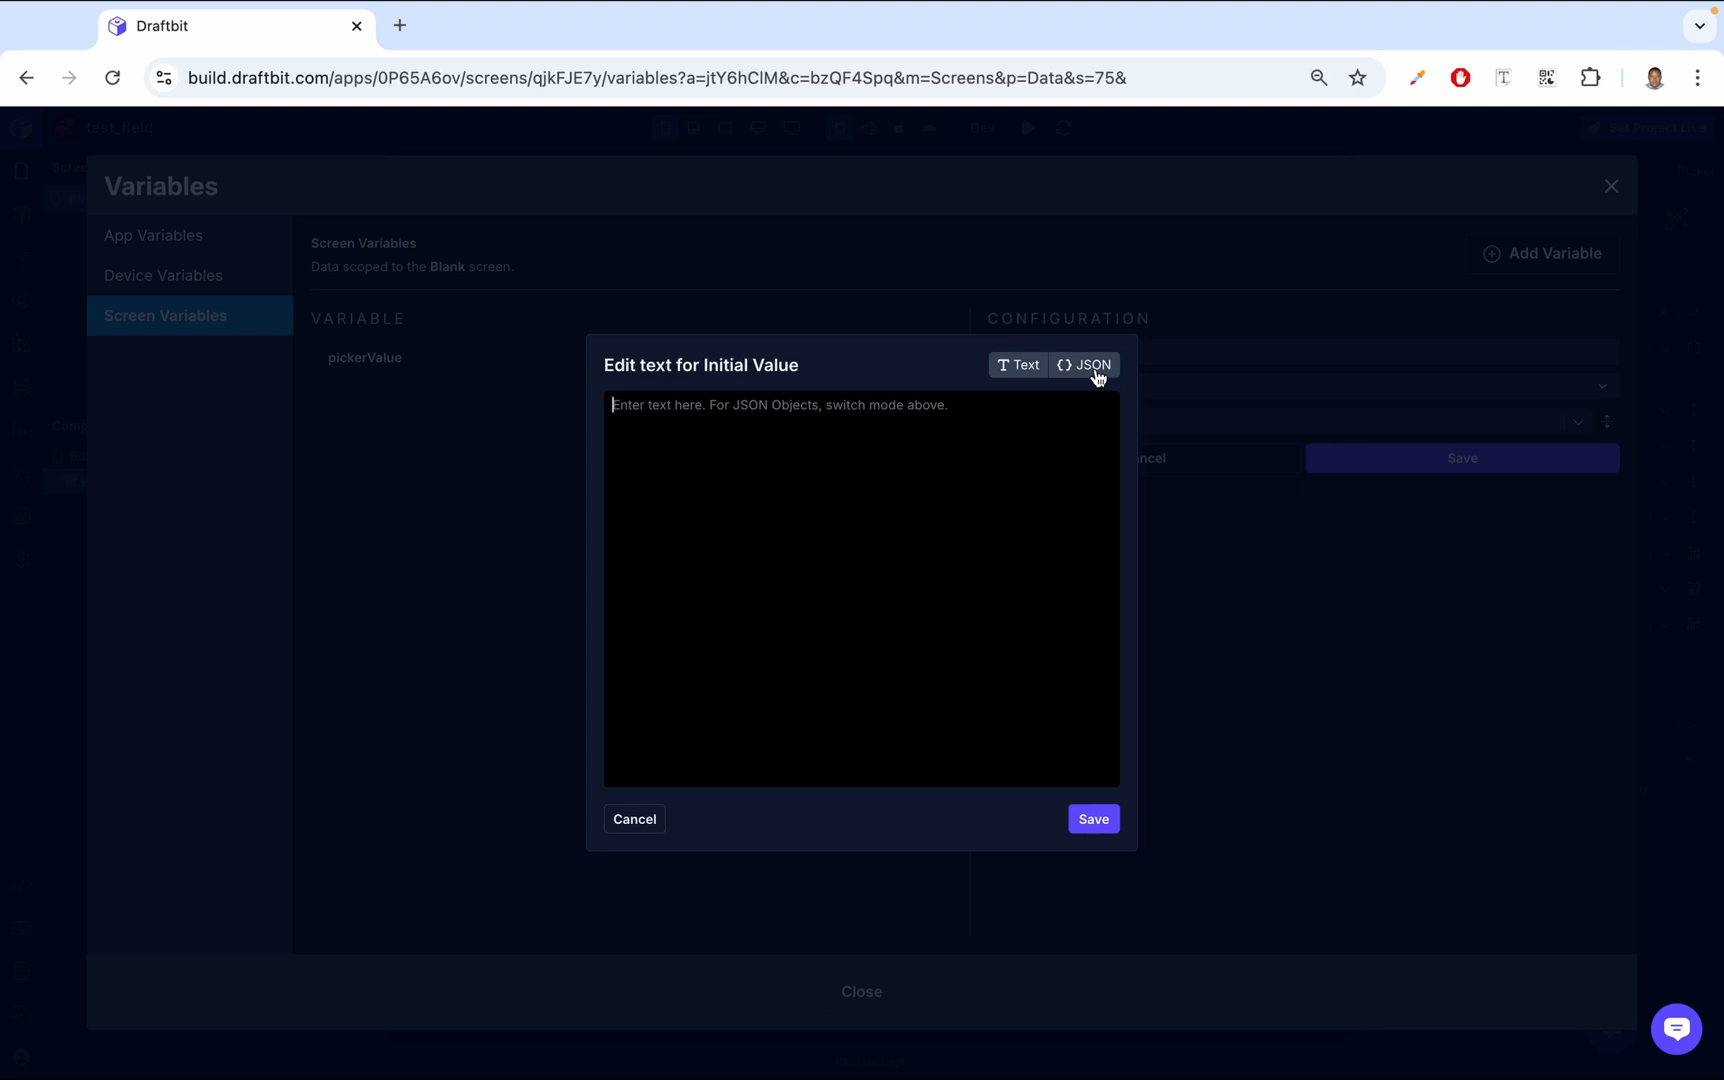 Draftbit
build.draftbit.com/apps/0P65A6ov/screens/qjkFJE7y/variables?a=jtY6hClM&c=bzQF4Spq&m=Screens&p=Data&s=75&
test_field
Dev
Variables
App Variables
Device Variables
Screen Variables
Screen Variables
Data scoped to the Blank screen.
Add Variable
VARIABLE
CONFIGURATION
pickerValue
Edit text for Initial Value
Text
{} JSON
Enter text here. For JSON Objects, switch mode above.
ncel
Save
Cancel
Save
Close